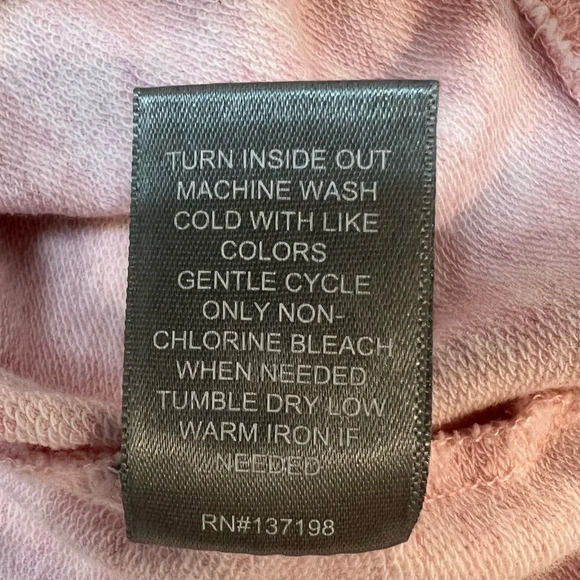 TURN INSIDE OUT
MACHINE WASH
COLD WITH LIKE
COLORS
GENTLE CYCLE
ONLY NON-
CHLORINE BLEACH
WHEN NEEDED
TUMBLE DRY LOW
WARM IRON IF
NEEDED
RN#137198